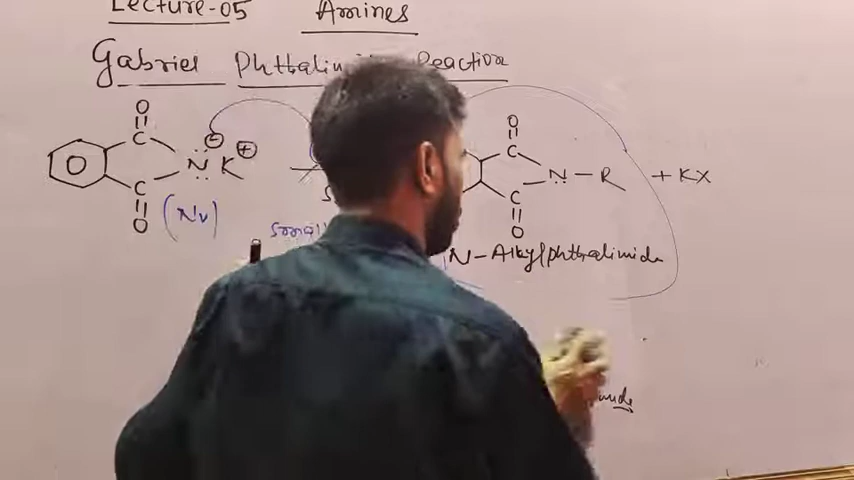 Lecture-05 Amines
Gabriel Phthalimide Reaction
O O
C C
N K N - R + KX
C C
O (Nu) O
N-Alkylphthalimide